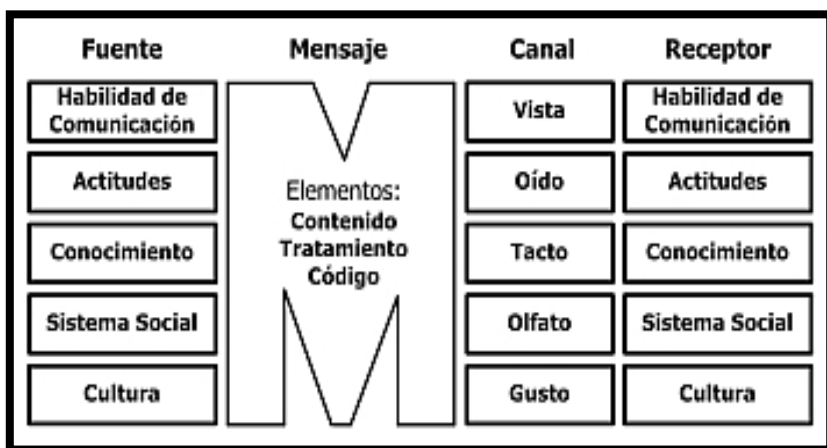 Fuente
Mensaje
Canal
Receptor
Habilidad de
Comunicación
Actitudes
Conocimiento
Sistema Social
Cultura
Elementos:
Contenido
Tratamiento
Código
Vista
Oído
Tacto
Olfato
Gusto
Habilidad de
Comunicación
Actitudes
Conocimiento
Sistema Social
Cultura